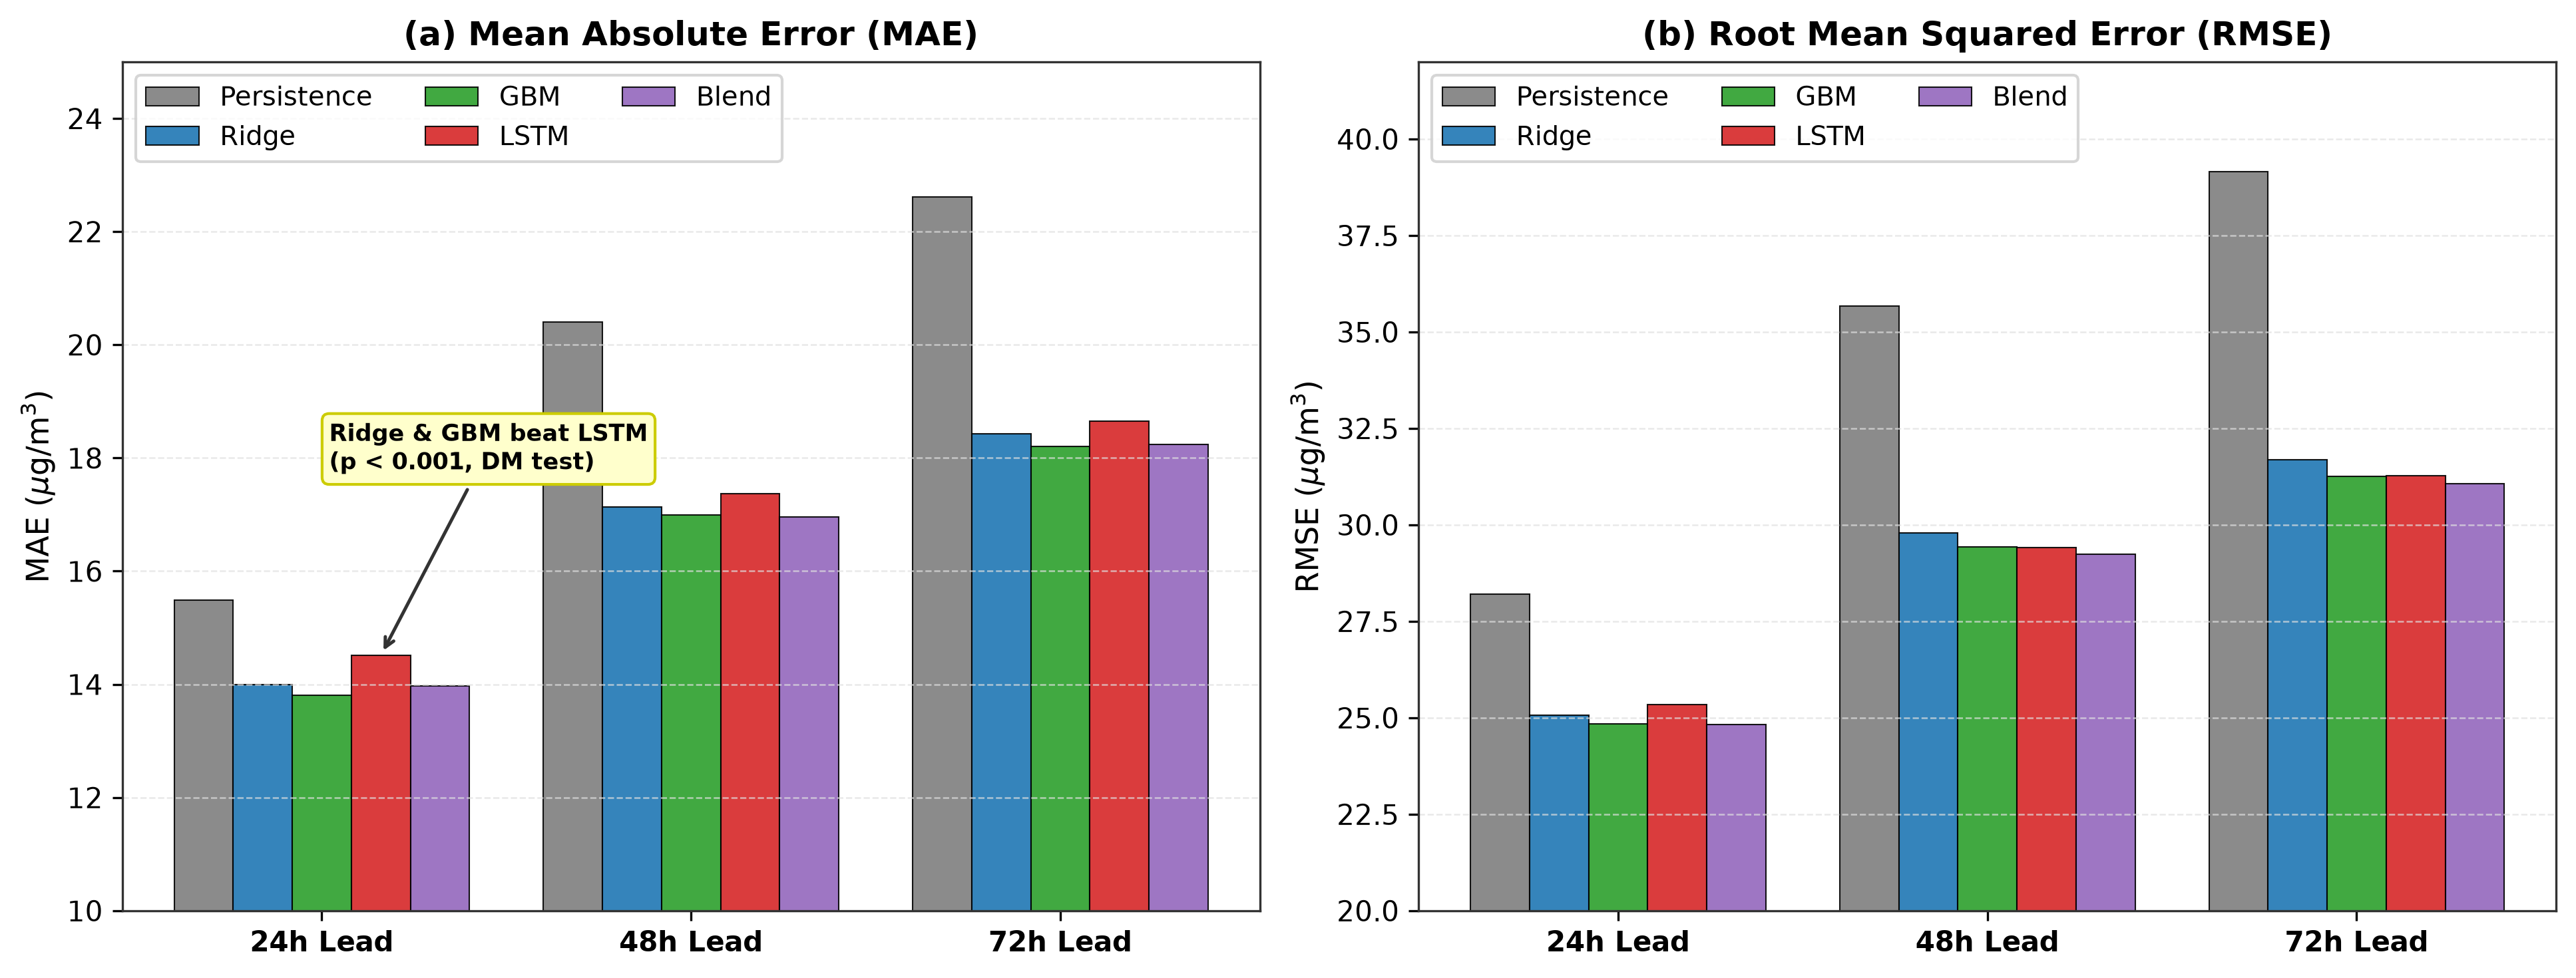 (a) Mean Absolute Error (MAE)
Persistence
Ridge
GBM
LSTM
Blend
24
22
20
18
16
14
12
10
MAE (μg/m³)
Ridge & GBM beat LSTM
(p < 0.001, DM test)
24h Lead
48h Lead
72h Lead
(b) Root Mean Squared Error (RMSE)
Persistence
Ridge
GBM
LSTM
Blend
40.0
37.5
35.0
32.5
30.0
27.5
25.0
22.5
20.0
RMSE (μg/m³)
24h Lead
48h Lead
72h Lead